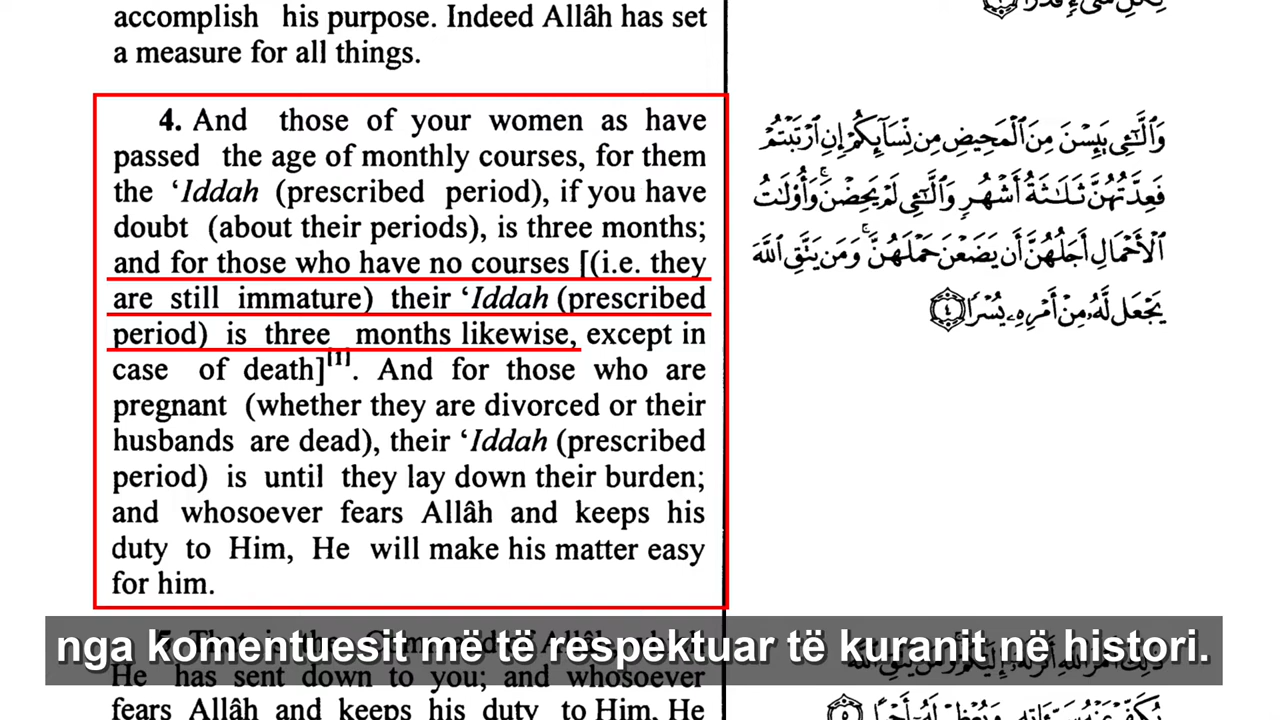 accomplish his purpose. Indeed Allâh has set
a measure for all things.
4. And those of your women as have
passed the age of monthly courses, for them
the ‘Iddah (prescribed period), if you have
doubt (about their periods), is three months;
and for those who have no courses [(i.e. they
are still immature) their ‘Iddah (prescribed
period) is three months likewise, except in
case of death][1]. And for those who are
pregnant (whether they are divorced or their
husbands are dead), their ‘Iddah (prescribed
period) is until they lay down their burden;
and whosoever fears Allâh and keeps his
duty to Him, He will make his matter easy
for him.
وَٱلَّٰٓـِٔي يَئِسْنَ مِنَ ٱلْمَحِيضِ مِن نِّسَآئِكُمْ إِنِ ٱرْتَبْتُمْ
فَعِدَّتُهُنَّ ثَلَٰثَةُ أَشْهُرٍ وَٱلَّٰٓـِٔي لَمْ يَحِضْنَ ۚ وَأُو۟لَٰتُ
ٱلْأَحْمَالِ أَجَلُهُنَّ أَن يَضَعْنَ حَمْلَهُنَّ ۚ وَمَن يَتَّقِ ٱللَّهَ
يَجْعَل لَّهُۥ مِنْ أَمْرِهِۦ يُسْرًا ٤
nga komentuesit më të respektuar të kuranit në histori.
He has sent down to you; and whosoever
fears Allâh and keeps his duty to Him, He